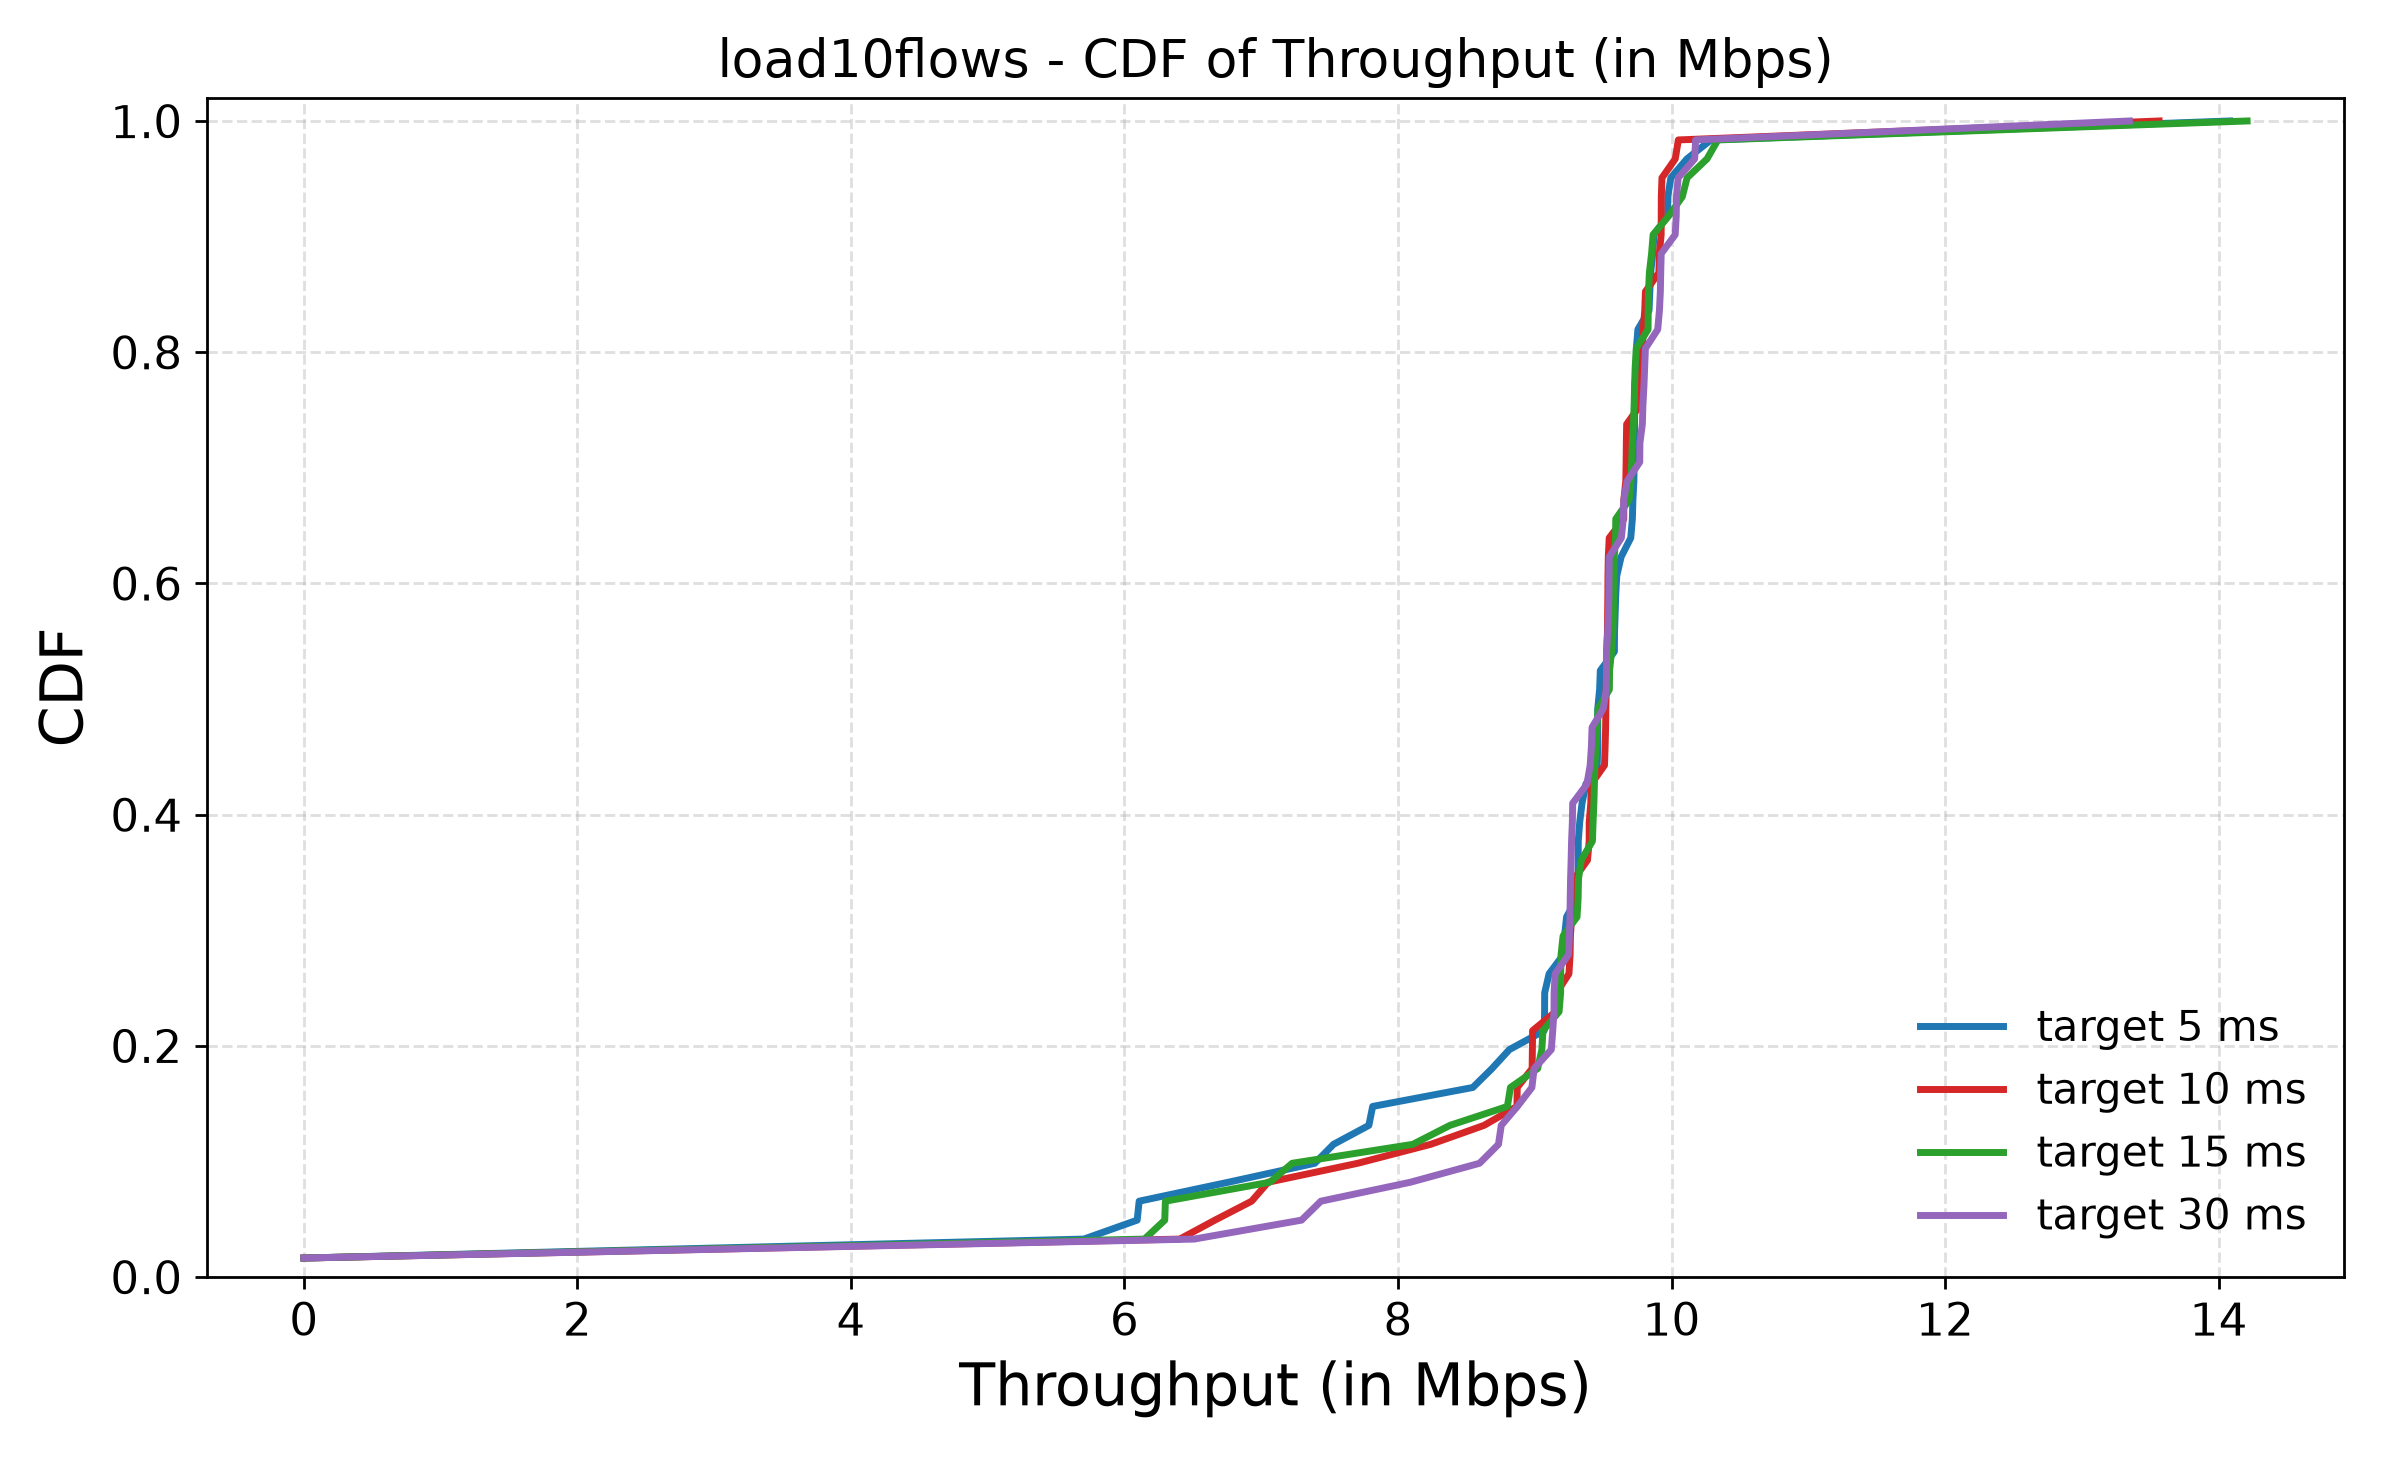 load10flows - CDF of Throughput (in Mbps)
1.0
0.8
0.6
0.4
0.2
0.0
CDF
target 5 ms
target 10 ms
target 15 ms
target 30 ms
0 2 4 6 8 10 12 14
Throughput (in Mbps)